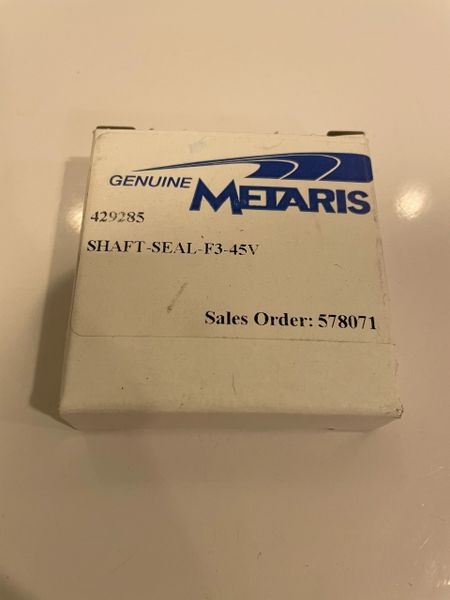 GENUINE METARIS
429285
SHAFT-SEAL-F3-45V
Sales Order: 578071